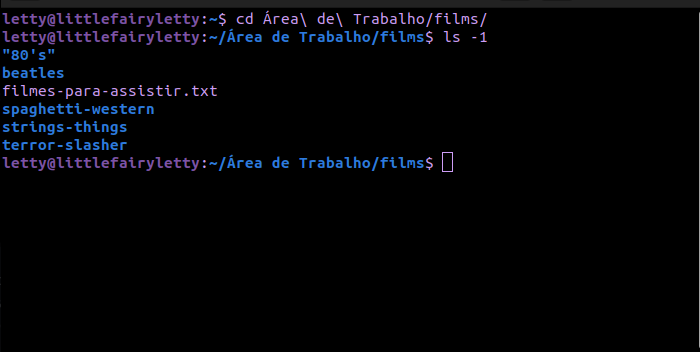 letty@littlefairyletty:~$ cd Área\ de\ Trabalho/films/
letty@littlefairyletty:~/Área de Trabalho/films$ ls -1
"80's"
beatles
filmes-para-assistir.txt
spaghetti-western
strings-things
terror-slasher
letty@littlefairyletty:~/Área de Trabalho/films$